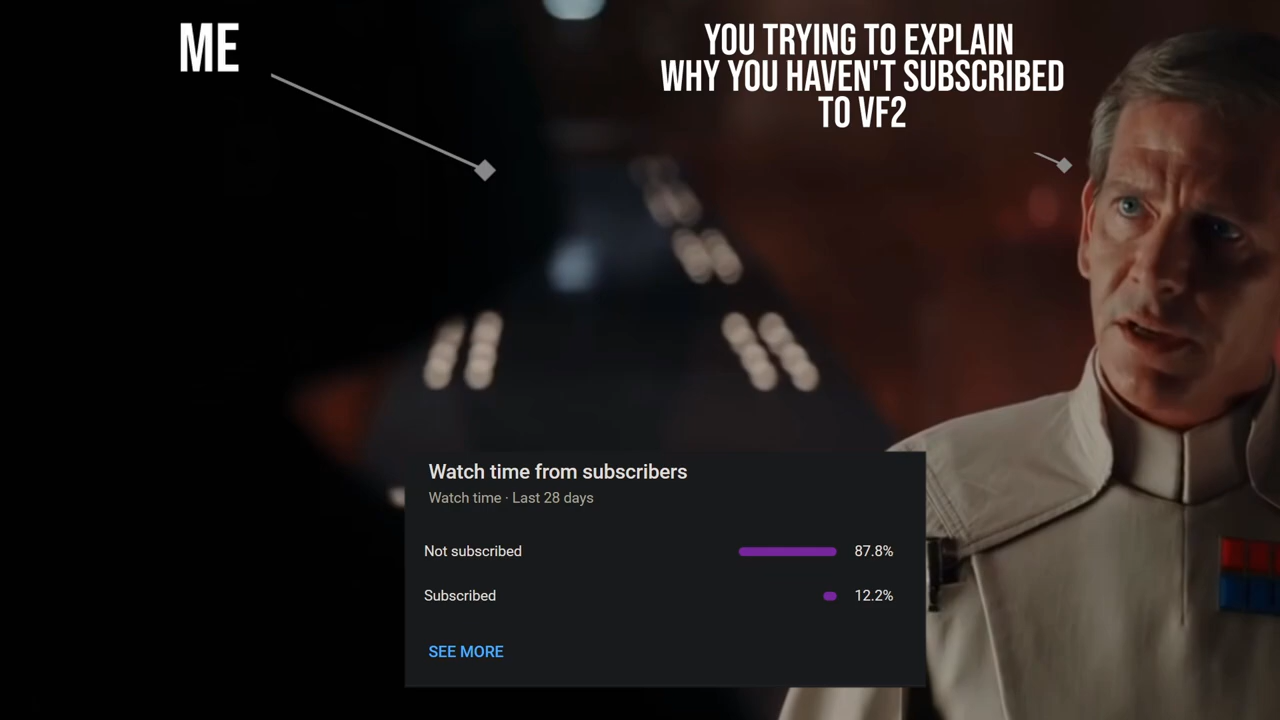 ME
YOU TRYING TO EXPLAIN
WHY YOU HAVEN'T SUBSCRIBED
TO VF2
Watch time from subscribers
Watch time · Last 28 days
Not subscribed 87.8%
Subscribed 12.2%
SEE MORE